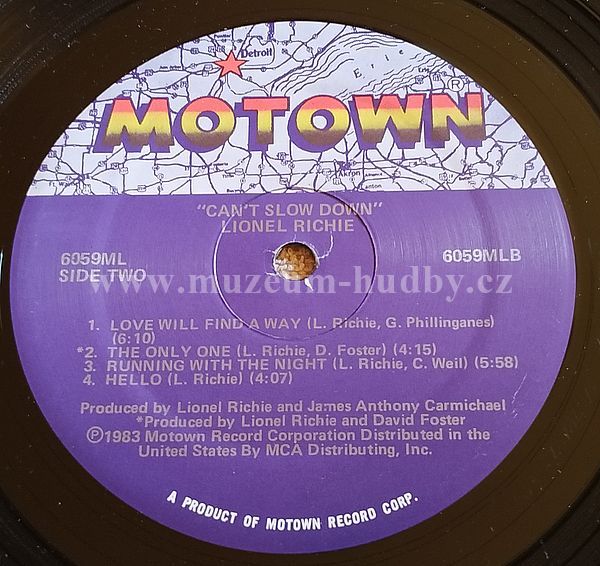 Detroit
Erie
MOTOWN®
Akron
"CAN'T SLOW DOWN"
LIONEL RICHIE
6059ML
SIDE TWO
6059MLB
www.muzeum-hudby.cz
1. LOVE WILL FIND A WAY (L. Richie, G. Phillinganes)
(6:10)
*2. THE ONLY ONE (L. Richie, D. Foster) (4:15)
3. RUNNING WITH THE NIGHT (L. Richie, C. Weil) (5:58)
4. HELLO (L. Richie) (4:07)
Produced by Lionel Richie and James Anthony Carmichael
*Produced by Lionel Richie and David Foster
Ⓟ1983 Motown Record Corporation Distributed in the
United States By MCA Distributing, Inc.
A PRODUCT OF MOTOWN RECORD CORP.